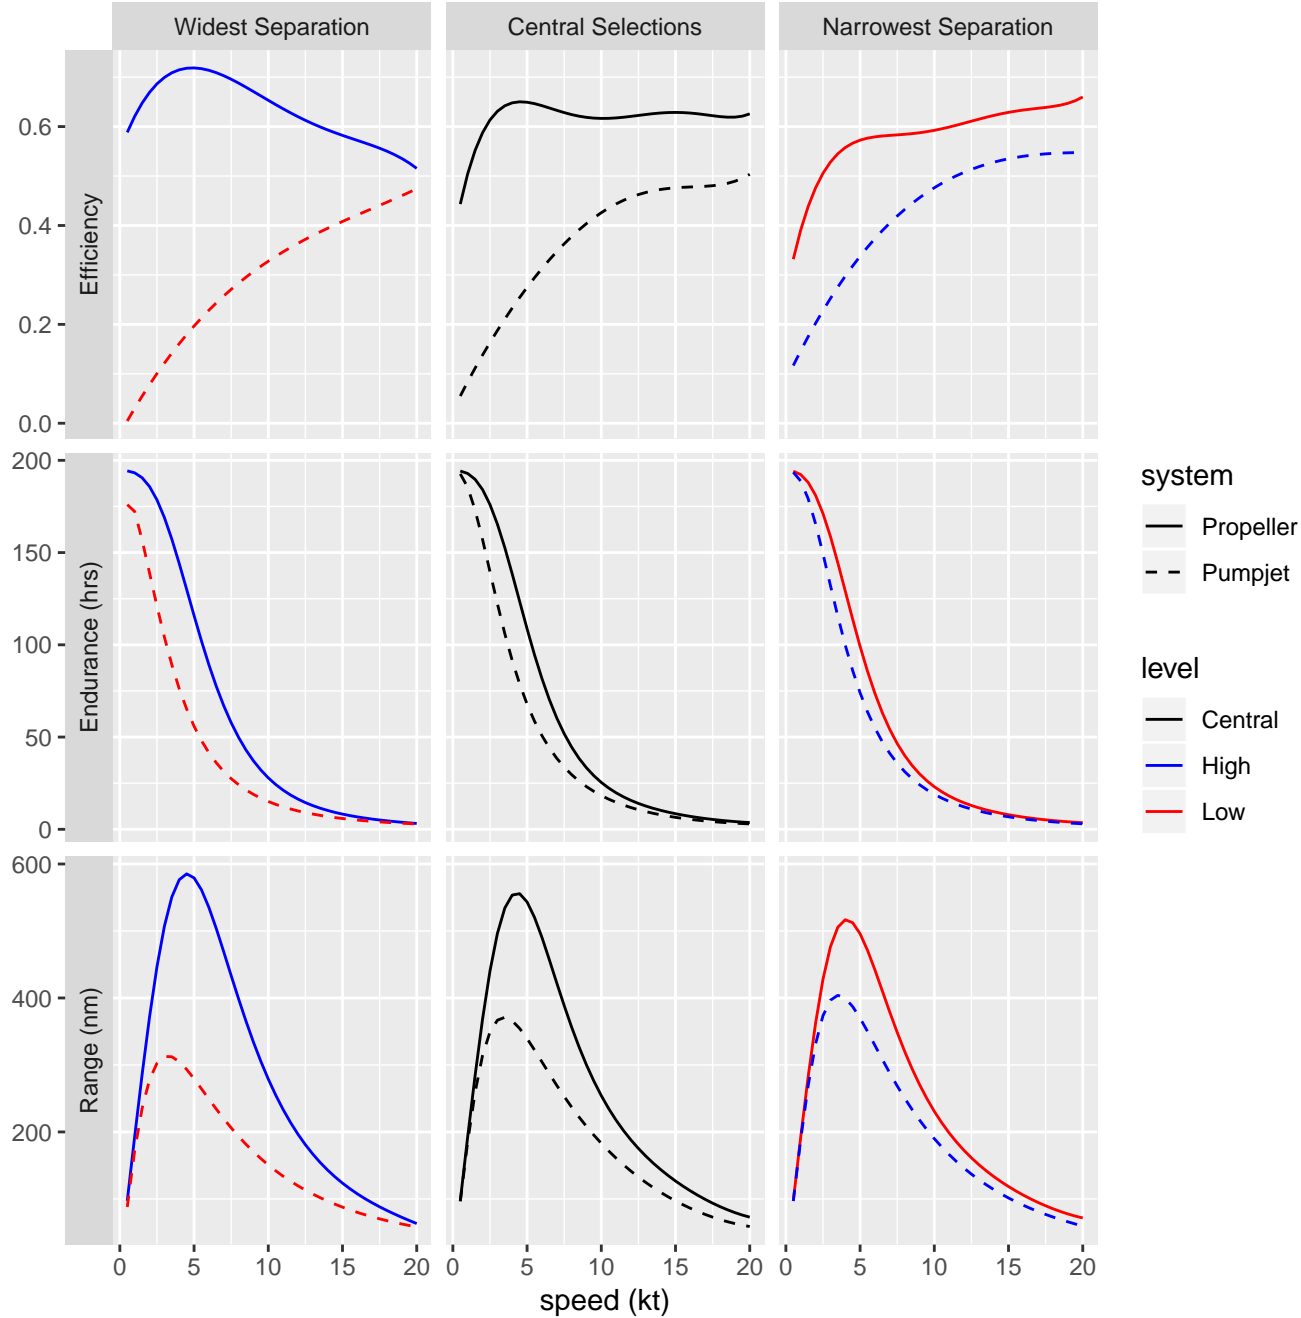 Widest Separation Central Selections Narrowest Separation
Efficiency
0.6
0.4
0.2
0.0
Endurance (hrs)
200
150
100
50
0
Range (nm)
600
400
200
0 5 10 15 20 0 5 10 15 20 0 5 10 15 20
speed (kt)
system
Propeller
Pumpjet
level
Central
High
Low